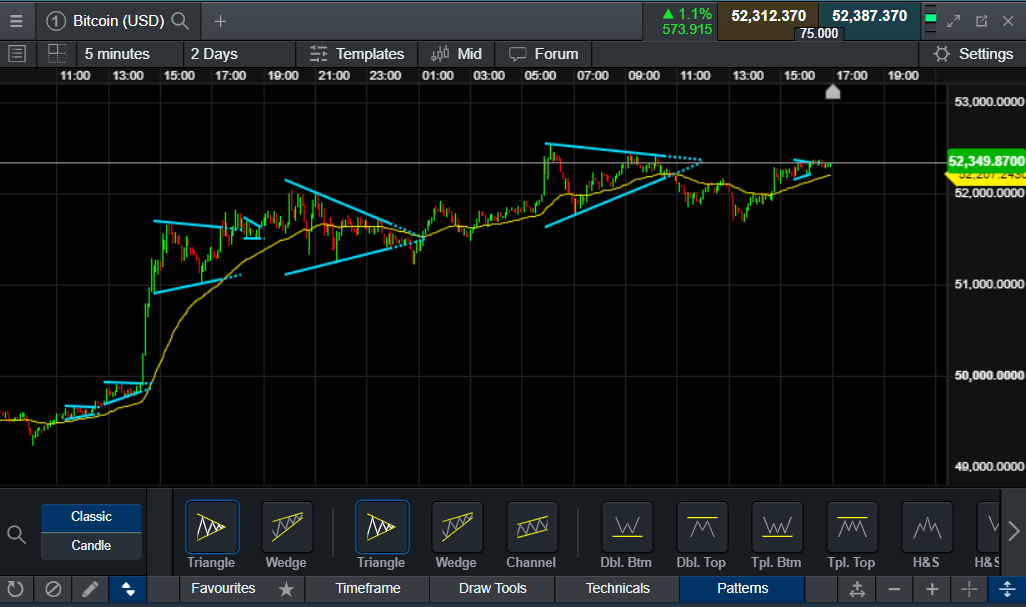 1 Bitcoin (USD)
▲ 1.1%
573.915
52,312.370
52,387.370
75.000
5 minutes
2 Days
Templates
Mid
Forum
Settings
11:00 13:00 15:00 17:00 19:00 21:00 23:00 01:00 03:00 05:00 07:00 09:00 11:00 13:00 15:00 17:00 19:00
53,000.0000
52,349.8700
52,000.0000
51,000.0000
50,000.0000
49,000.0000
Classic
Candle
Triangle Wedge Triangle Wedge Channel Dbl. Btm Dbl. Top Tpl. Btm Tpl. Top H&S H&S
Favourites Timeframe Draw Tools Technicals Patterns